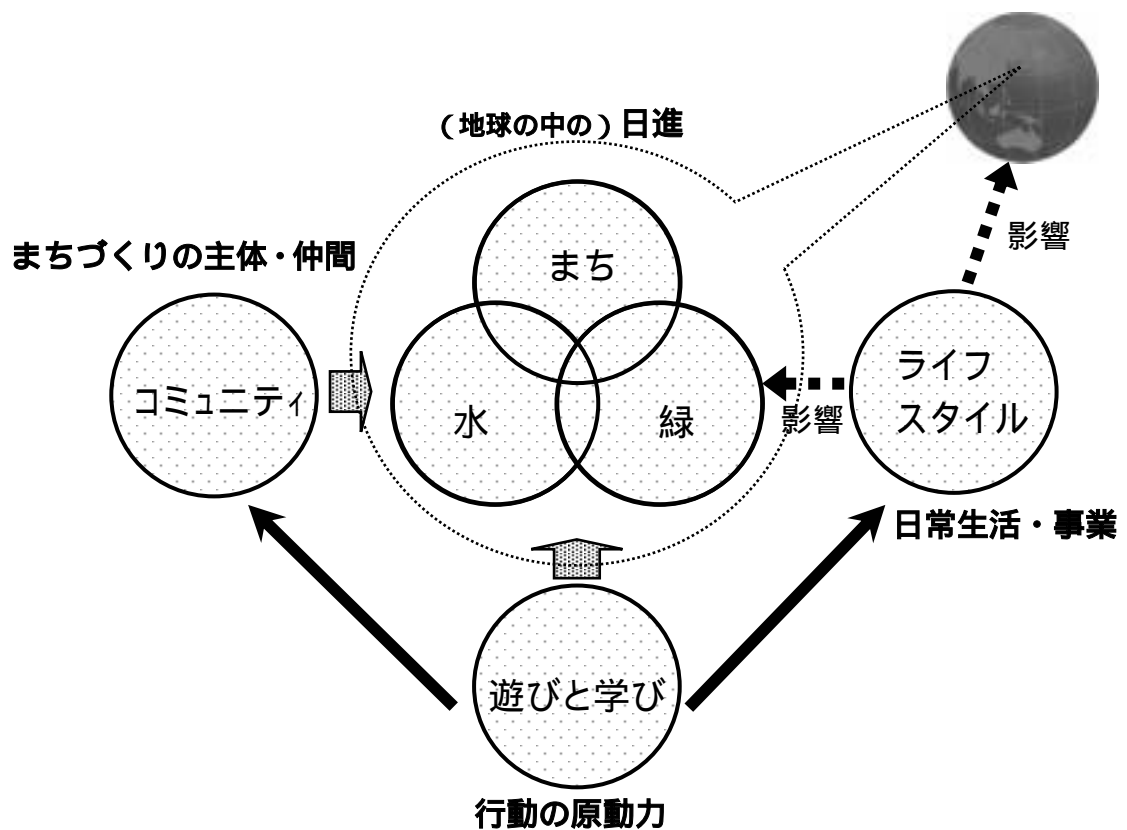 （地球の中の）日進
影響
まちづくりの主体・仲間
まち
コミュニティ
水
緑
影響
ライフ
スタイル
日常生活・事業
遊びと学び
行動の原動力